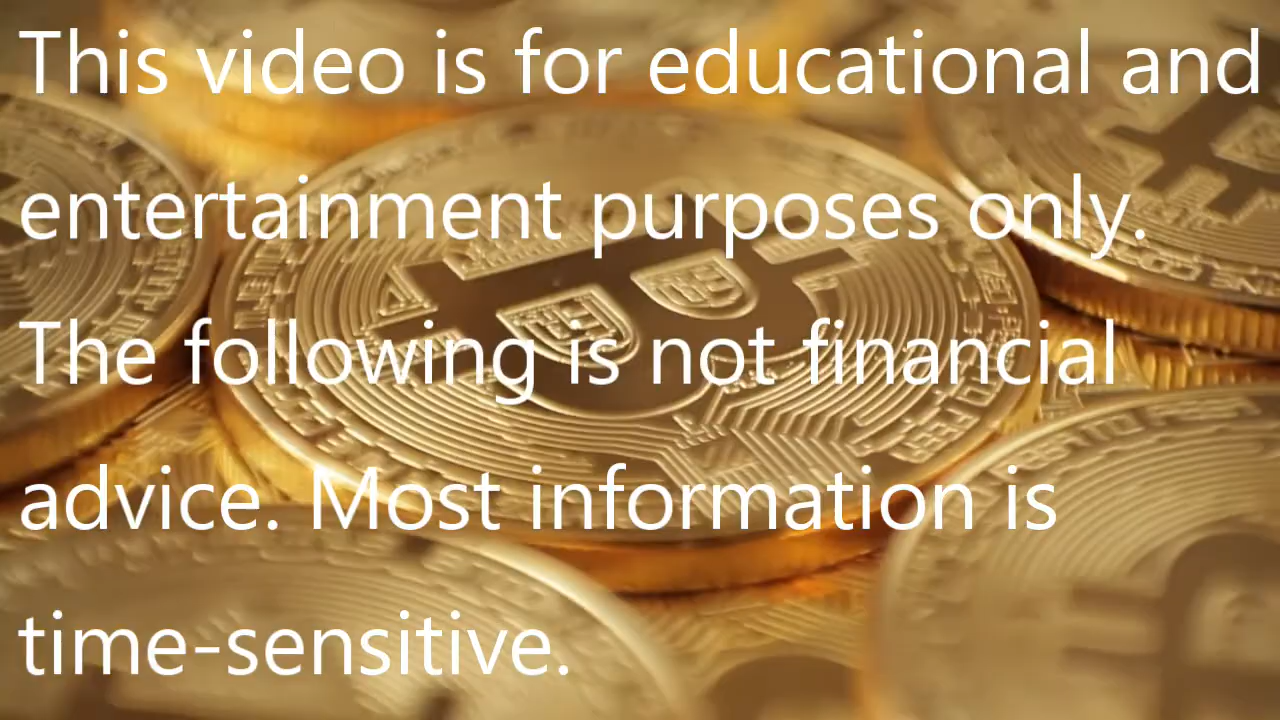 This video is for educational and
entertainment purposes only.
The following is not financial
advice. Most information is
time-sensitive.